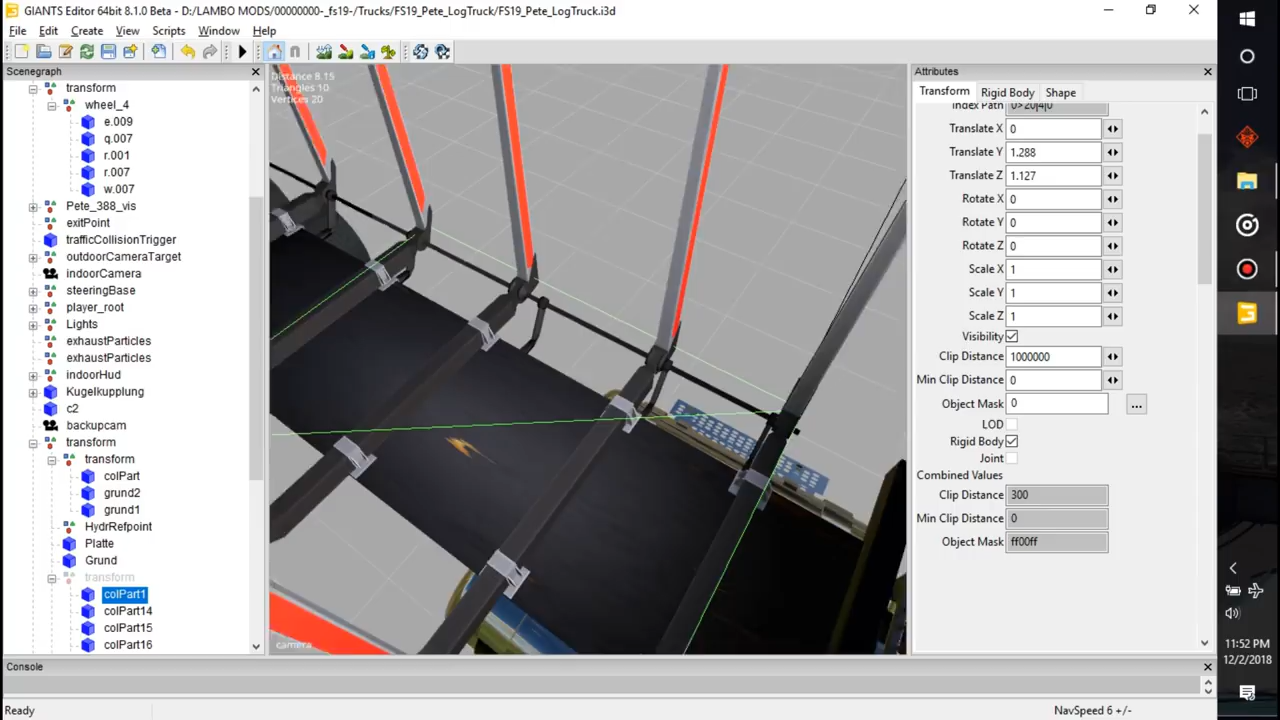 GIANTS Editor 64bit 8.1.0 Beta - D:/LAMBO MODS/00000000-_fs19-/Trucks/FS19_Pete_LogTruck/FS19_Pete_LogTruck.i3d
File Edit Create View Scripts Window Help
Scenegraph
transform
wheel_4
e.009
q.007
r.001
r.007
w.007
Pete_388_vis
exitPoint
trafficCollisionTrigger
outdoorCameraTarget
indoorCamera
steeringBase
player_root
Lights
exhaustParticles
exhaustParticles
indoorHud
Kugelkupplung
c2
backupcam
transform
transform
colPart
grund2
grund1
HydrRefpoint
Platte
Grund
transform
colPart1
colPart14
colPart15
colPart16
Distance 8.15
Triangles 10
Vertices 20
camera
Attributes
Transform Rigid Body Shape
Index Path 0>20|4|0
Translate X 0
Translate Y 1.288
Translate Z 1.127
Rotate X 0
Rotate Y 0
Rotate Z 0
Scale X 1
Scale Y 1
Scale Z 1
Visibility
Clip Distance 1000000
Min Clip Distance 0
Object Mask 0 ...
LOD
Rigid Body
Joint
Combined Values
Clip Distance 300
Min Clip Distance 0
Object Mask ff00ff
Console
Ready
NavSpeed 6 +/-
11:52 PM
12/2/2018